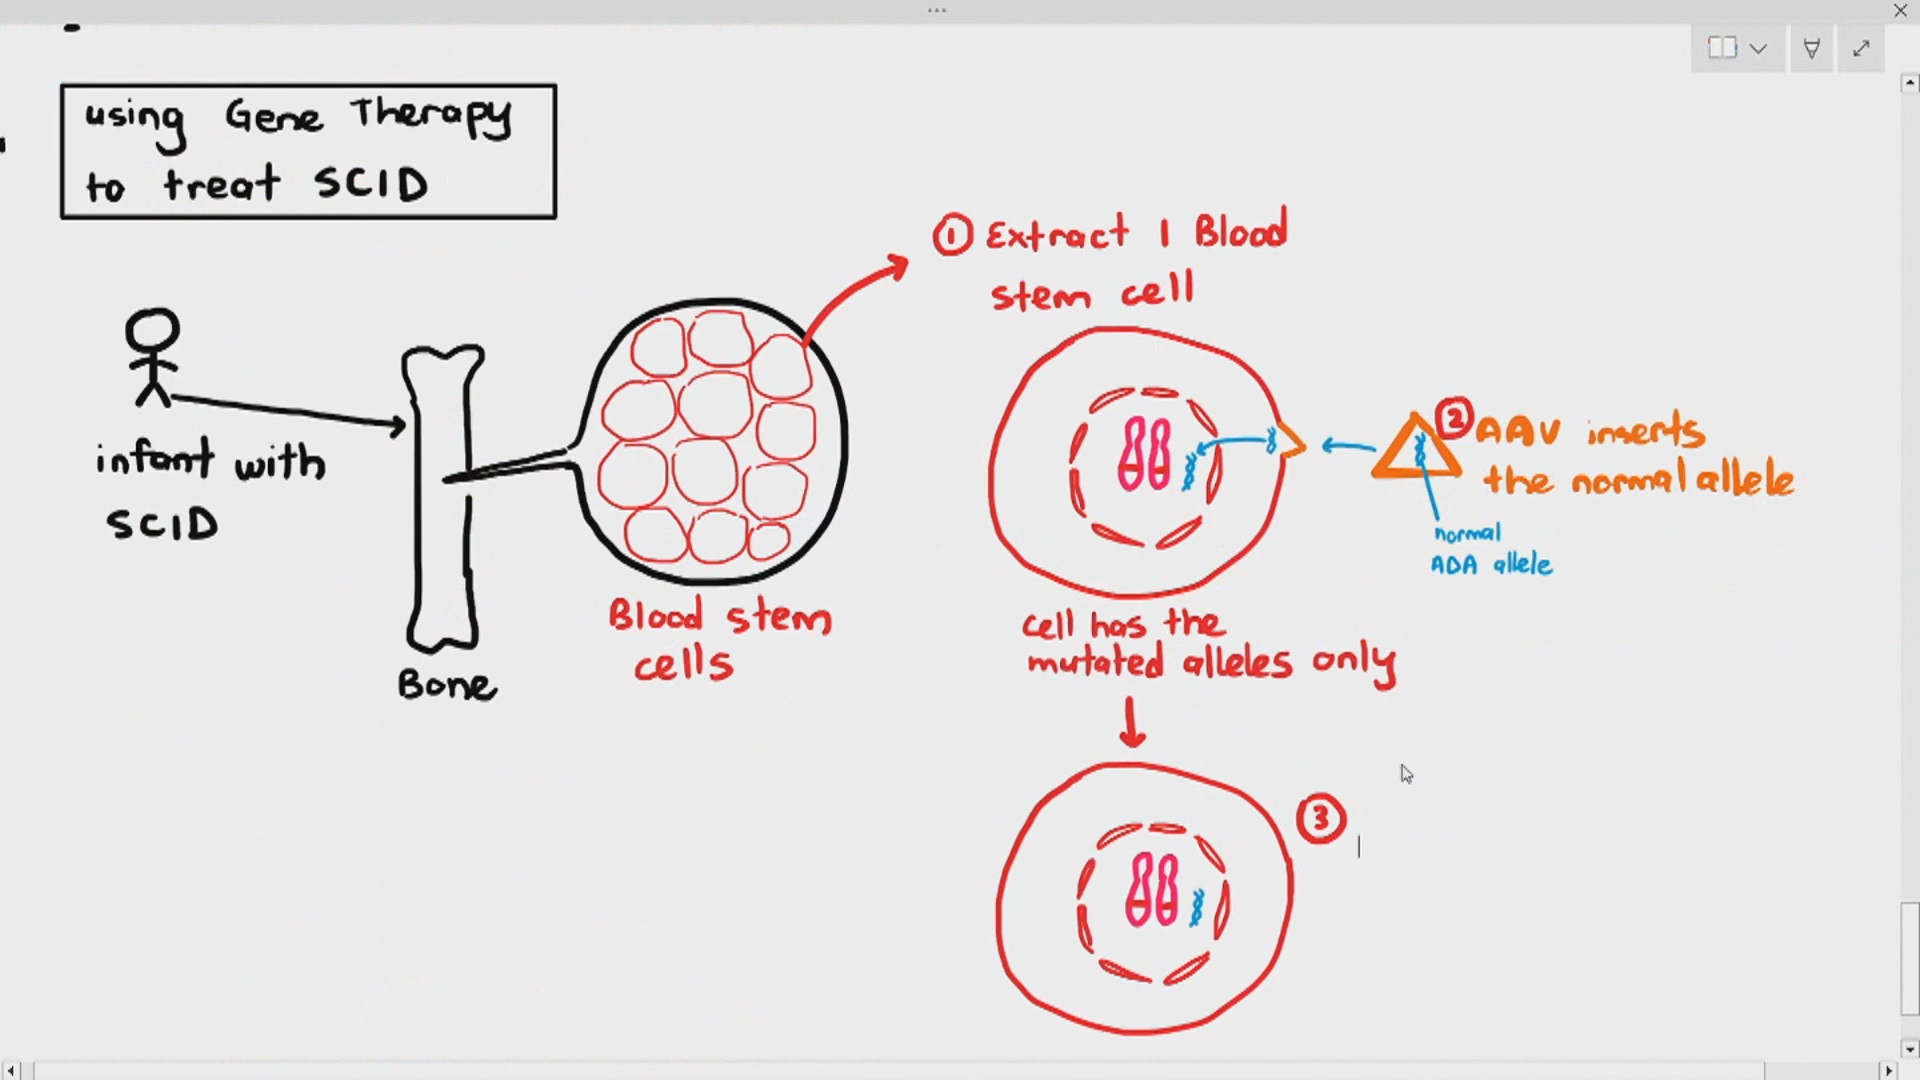 using Gene Therapy
to treat SCID
① Extract 1 Blood
stem cell
infant with
SCID
Bone
Blood stem
cells
② AAV inserts
the normal allele
normal
ADA allele
cell has the
mutated alleles only
③